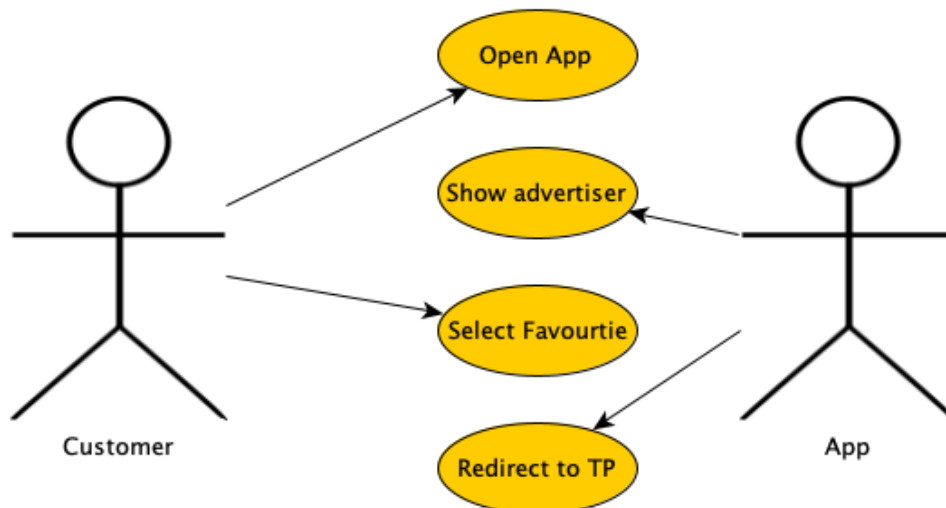 Open App
Show advertiser
Select Favourtie
Customer
App
Redirect to TP